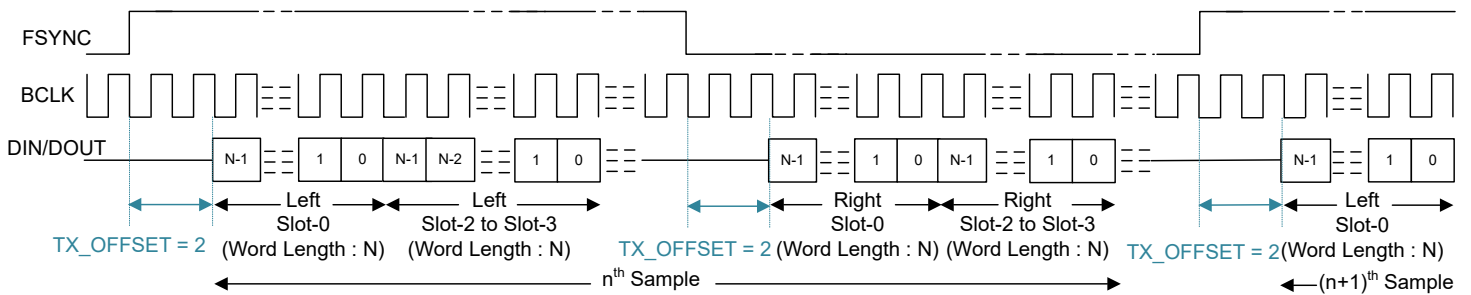 FSYNC
BCLK
DIN/DOUT
N-1 1 0 N-1 N-2 1 0 N-1 1 0 N-1 1 0 N-1 1 0
Left Left Right Right Left
Slot-0 Slot-2 to Slot-3 Slot-0 Slot-2 to Slot-3 Slot-0
TX_OFFSET = 2 (Word Length : N) (Word Length : N) TX_OFFSET = 2 (Word Length : N) (Word Length : N) TX_OFFSET = 2 (Word Length : N)
nth Sample (n+1)th Sample